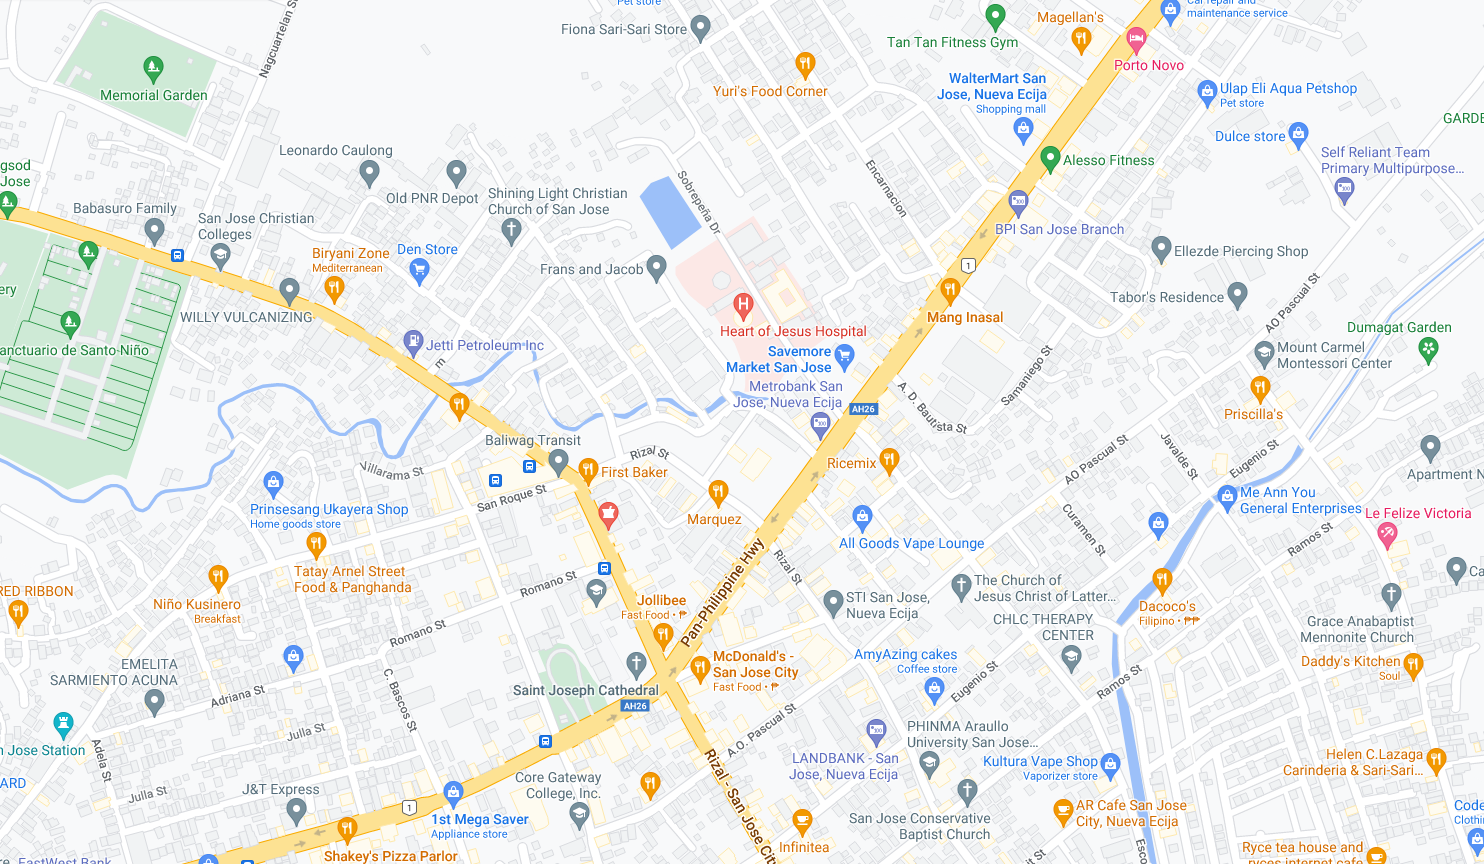 Pet store
Car repair and
maintenance service
Fiona Sari-Sari Store
Magellan's
Tan Tan Fitness Gym
Porto Novo
Nagcuartelan St
Memorial Garden
Yuri's Food Corner
WalterMart San
Jose, Nueva Ecija
Shopping mall
Ulap Eli Aqua Petshop
Pet store
Dulce store
GARDE
Self Reliant Team
Primary Multipurpose...
Alesso Fitness
Leonardo Caulong
Old PNR Depot
Shining Light Christian
Church of San Jose
Sobrepeña Dr
Encarnacion
gsod
Jose
Babasuro Family
San Jose Christian
Colleges
BPI San Jose Branch
Biryani Zone
Mediterranean
Den Store
Frans and Jacob
Ellezde Piercing Shop
1
Tabor's Residence
AO Pascual St
ery
WILLY VULCANIZING
Heart of Jesus Hospital
Mang Inasal
Dumagat Garden
Mount Carmel
Montessori Center
anctuario de Santo Niño
Jetti Petroleum Inc
m
Savemore
Market San Jose
Metrobank San
Jose, Nueva Ecija
AH26
A. D. Bautista St
Samaniego St
Priscilla's
Baliwag Transit
Villarama St
Rizal St
First Baker
Ricemix
AO Pascual St
Javalde St
Eugenio St
Apartment N
Prinsesang Ukayera Shop
Home goods store
San Roque St
Marquez
Me Ann You
General Enterprises
Le Felize Victoria
All Goods Vape Lounge
Curamen St
Ramos St
Tatay Arnel Street
Food & Panghanda
RED RIBBON
Niño Kusinero
Breakfast
Romano St
Rizal St
Pan-Philippine Hwy
Jollibee
Fast Food
STI San Jose,
Nueva Ecija
The Church of
Jesus Christ of Latter...
Ca
Dacoco's
Filipino
CHLC THERAPY
CENTER
Grace Anabaptist
Mennonite Church
Romano St
EMELITA
SARMIENTO ACUNA
McDonald's -
San Jose City
Fast Food
AmyAzing cakes
Coffee store
Daddy's Kitchen
Soul
Saint Joseph Cathedral
AH26
Adriana St
C. Bascos St
Eugenio St
Ramos St
Julla St
A.O. Pascual St
n Jose Station
Adela St
PHINMA Araullo
University San Jose...
LANDBANK - San
Jose, Nueva Ecija
Kultura Vape Shop
Vaporizer store
Helen C.Lazaga
Carinderia & Sari-Sari...
ARD
Julla St
J&T Express
Core Gateway
College, Inc.
Rizal - San Jose City
1
1st Mega Saver
Appliance store
AR Cafe San Jose
City, Nueva Ecija
San Jose Conservative
Baptist Church
Code
Clothin
Infinitea
Shakey's Pizza Parlor
EastWest Bank
Ryce tea house and
ryces internet cafe
Esco